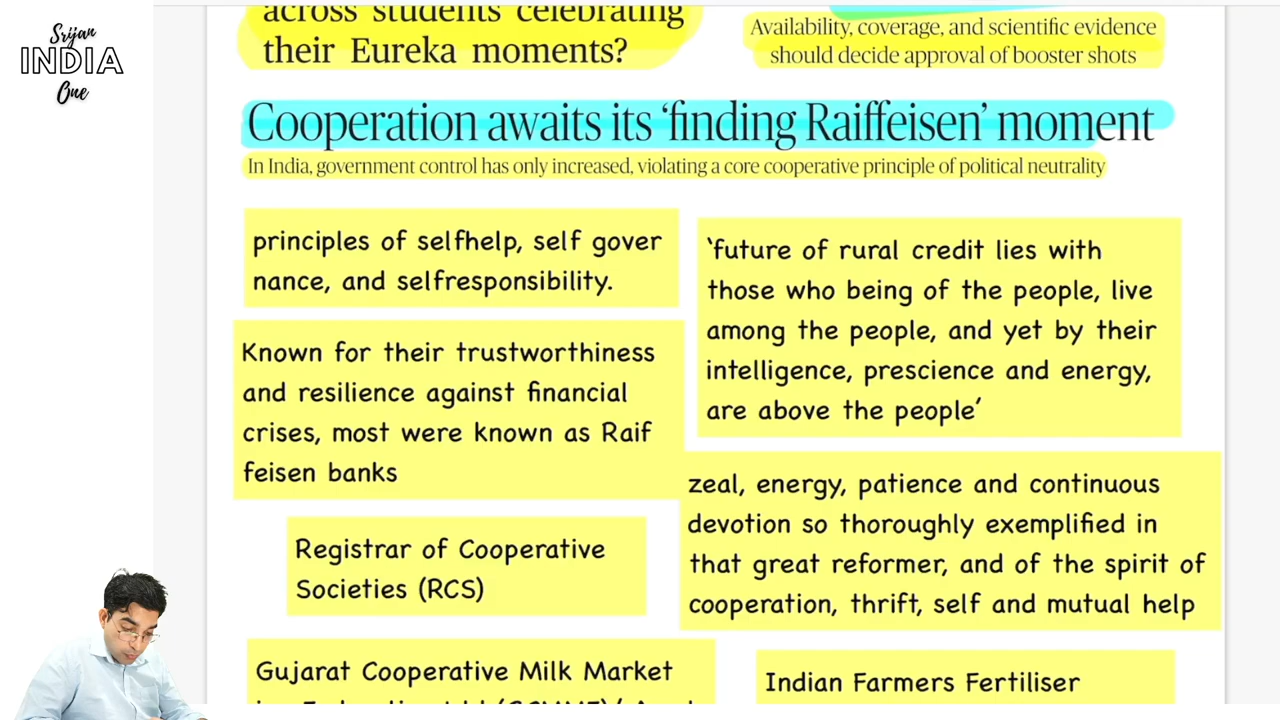 Srijan
INDIA
One
across students celebrating
their Eureka moments?
Availability, coverage, and scientific evidence
should decide approval of booster shots
Cooperation awaits its ‘finding Raiffeisen’ moment
In India, government control has only increased, violating a core cooperative principle of political neutrality
principles of selfhelp, self gover
nance, and selfresponsibility.
Known for their trustworthiness
and resilience against financial
crises, most were known as Raif
feisen banks
Registrar of Cooperative
Societies (RCS)
Gujarat Cooperative Milk Market
‘future of rural credit lies with
those who being of the people, live
among the people, and yet by their
intelligence, prescience and energy,
are above the people’
zeal, energy, patience and continuous
devotion so thoroughly exemplified in
that great reformer, and of the spirit of
cooperation, thrift, self and mutual help
Indian Farmers Fertiliser